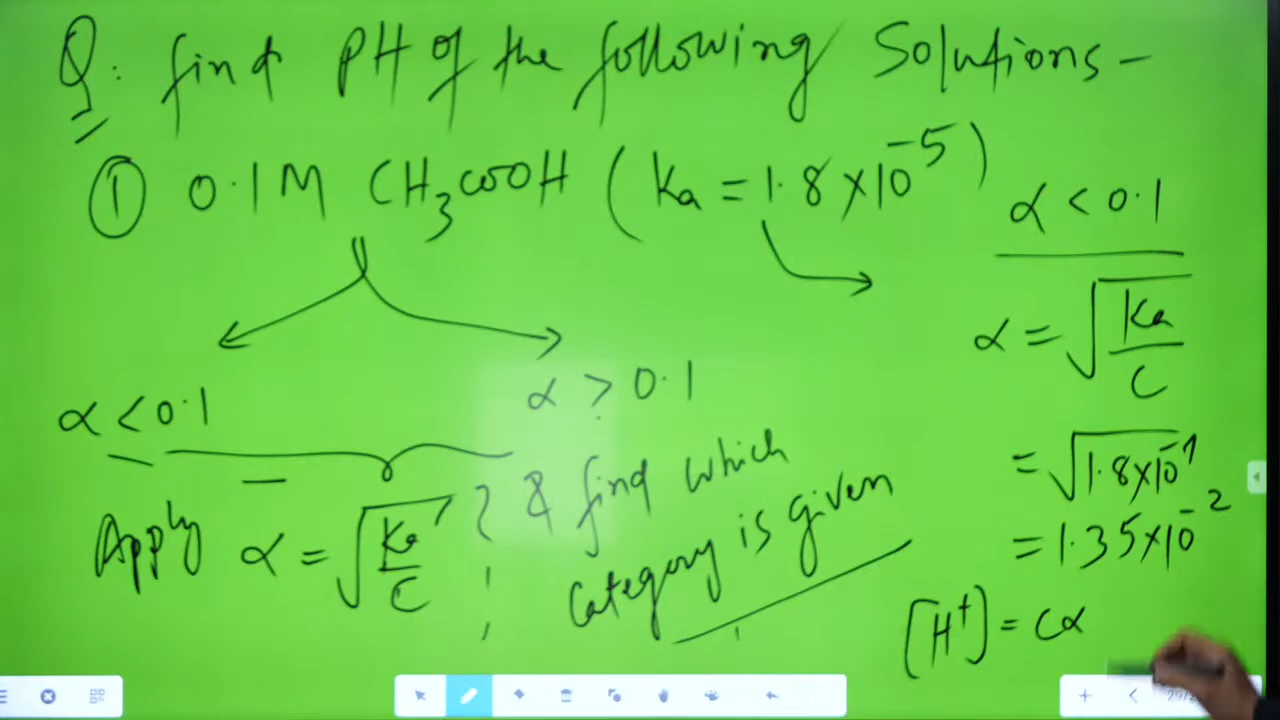 Q. find PH of the following Solutions-
① 0.1M CH₃COOH (Ka = 1.8×10⁻⁵)
α < 0.1
α > 0.1
Apply α = √(Ka/C) } & find which
category is given
α < 0.1
α = √(Ka/C)
= √1.8×10⁻⁴
= 1.35×10⁻²
[H⁺] = Cα